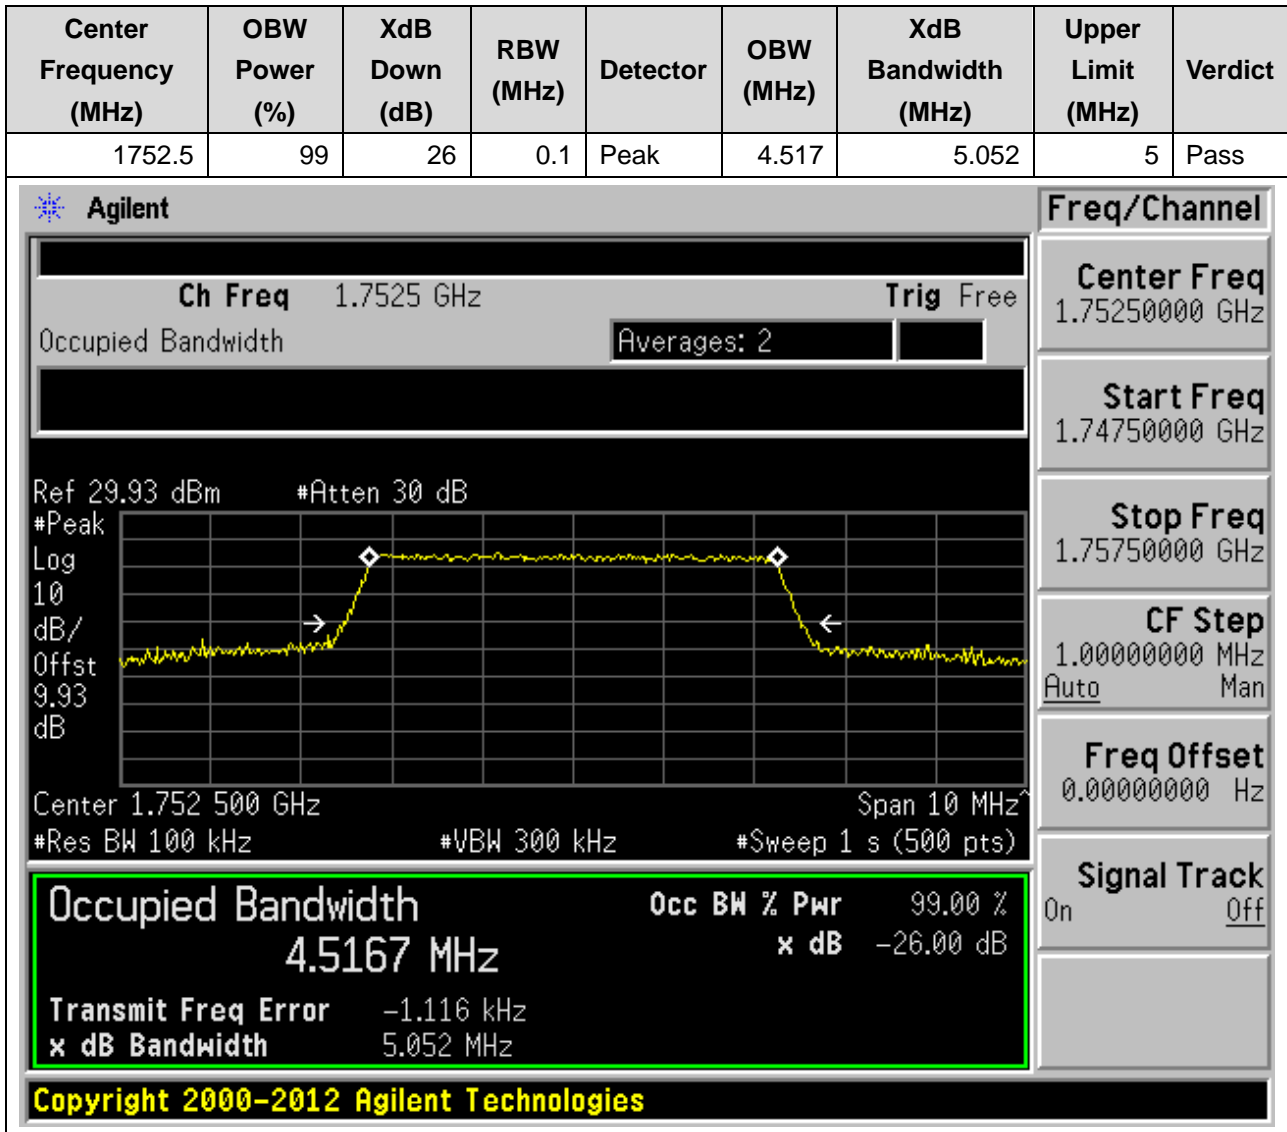 Center Frequency (MHz) OBW Power (%) XdB Down (dB) RBW (MHz) Detector OBW (MHz) XdB Bandwidth (MHz) Upper Limit (MHz) Verdict
1752.5 99 26 0.1 Peak 4.517 5.052 5 Pass
Agilent Freq/Channel
Ch Freq 1.7525 GHz Trig Free
Occupied Bandwidth Averages: 2
Center Freq
1.75250000 GHz
Start Freq
1.74750000 GHz
Stop Freq
1.75750000 GHz
CF Step
1.00000000 MHz
Auto Man
Freq Offset
0.00000000 Hz
Signal Track
On Off
Ref 29.93 dBm #Atten 30 dB
#Peak
Log
10
dB/
Offst
9.93
dB
Center 1.752 500 GHz Span 10 MHz^
#Res BW 100 kHz #VBW 300 kHz #Sweep 1 s (500 pts)
Occupied Bandwidth Occ BW % Pwr 99.00 %
4.5167 MHz x dB -26.00 dB
Transmit Freq Error -1.116 kHz
x dB Bandwidth 5.052 MHz
Copyright 2000-2012 Agilent Technologies